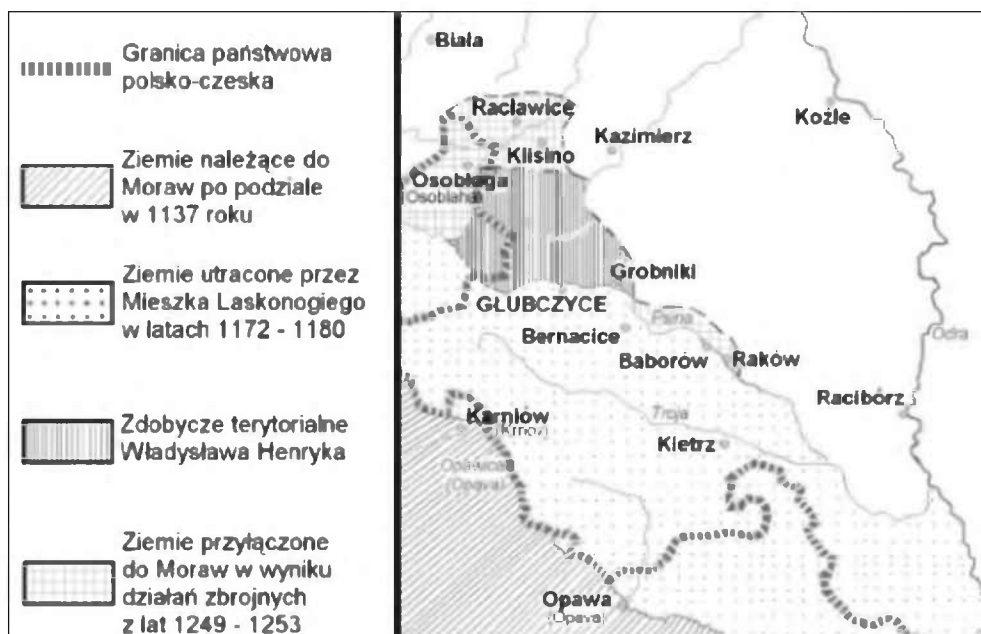 Granica państwowa
polsko-czeska
Ziemie należące do
Moraw po podziale
w 1137 roku
Ziemie utracone przez
Mieszka Laskonogiego
w latach 1172 - 1180
Zdobycze terytorialne
Władysława Henryka
Ziemie przyłączone
do Moraw w wyniku
działań zbrojnych
z lat 1249 - 1253
Biała
Racławice
Koźle
Kazimierz
Klisino
Osobłoga
(Osoblaha)
Grobniki
GŁUBCZYCE
Psina
Bernacice
Odra
Baborów
Raków
Racibórz
Troja
Karniów
(Krnov)
Kietrz
Opawica
(Opava)
Opawa
(Opava)